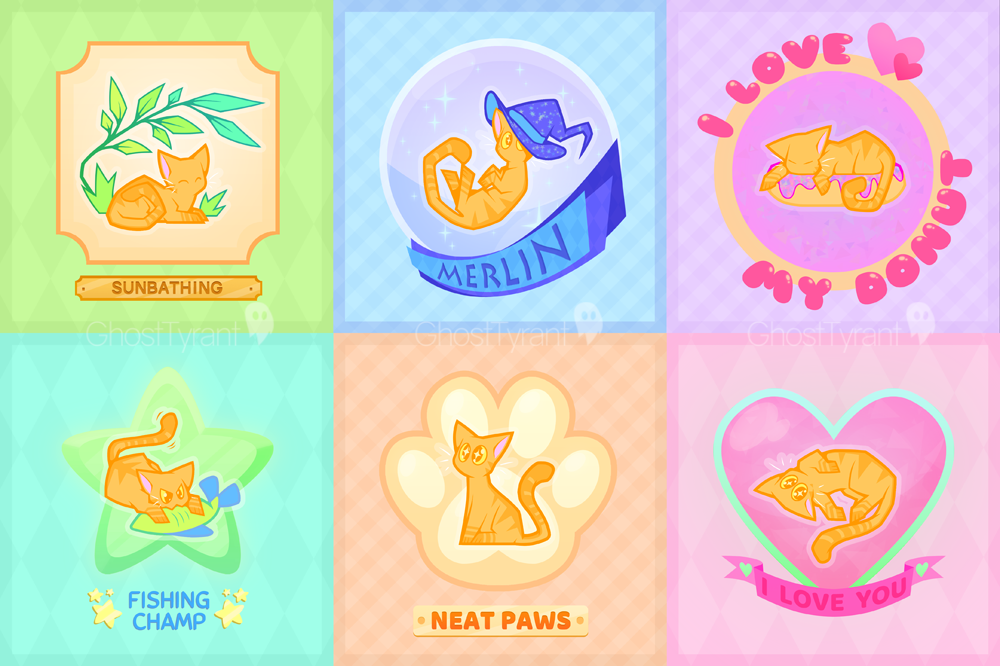 SUNBATHING
MERLIN
I LOVE
MY DONUT
GhostTyrant
GhostTyrant
GhostTyrant
FISHING
CHAMP
NEAT PAWS
I LOVE YOU